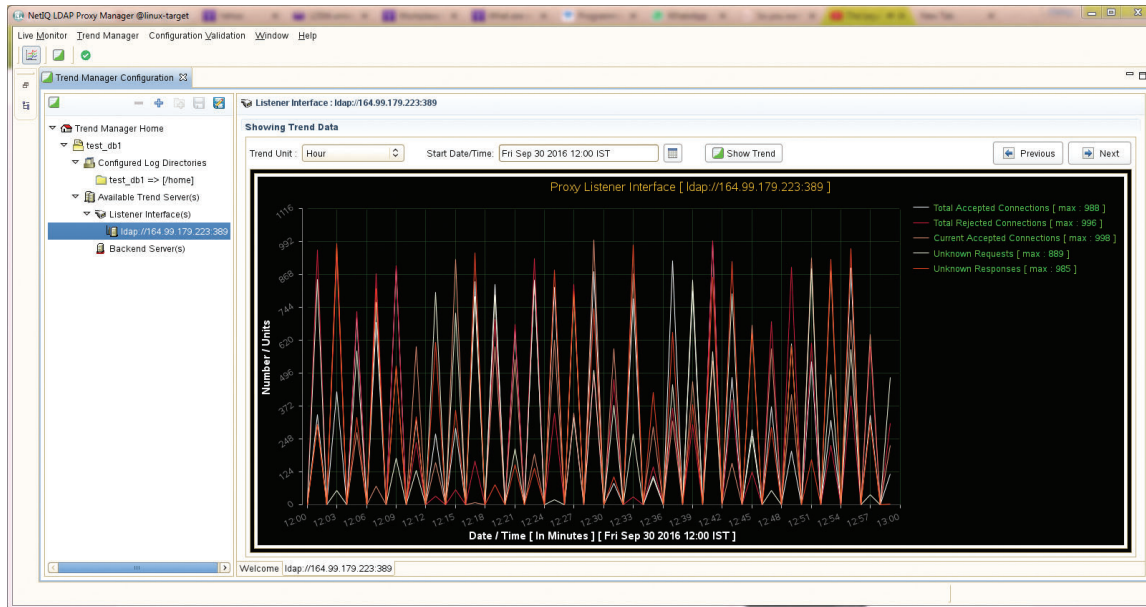 NetIQ LDAP Proxy Manager @linux-target
Live Monitor Trend Manager Configuration Validation Window Help
Trend Manager Configuration
Trend Manager Home
test_db1
Configured Log Directories
test_db1 => [/home]
Available Trend Server(s)
Listener Interface(s)
ldap://164.99.179.223:389
Backend Server(s)
Listener Interface : ldap://164.99.179.223:389
Showing Trend Data
Trend Unit : Hour Start Date/Time: Fri Sep 30 2016 12:00 IST Show Trend Previous Next
Proxy Listener Interface [ ldap://164.99.179.223:389 ]
Number / Units
1116
992
868
744
620
496
372
248
124
0
12:00 12:03 12:06 12:09 12:12 12:15 12:18 12:21 12:24 12:27 12:30 12:33 12:36 12:39 12:42 12:45 12:48 12:51 12:54 12:57 13:00
Date / Time [ In Minutes ] [ Fri Sep 30 2016 12:00 IST ]
Total Accepted Connections [ max : 988 ]
Total Rejected Connections [ max : 996 ]
Current Accepted Connections [ max : 998 ]
Unknown Requests [ max : 889 ]
Unknown Responses [ max : 985 ]
Welcome ldap://164.99.179.223:389